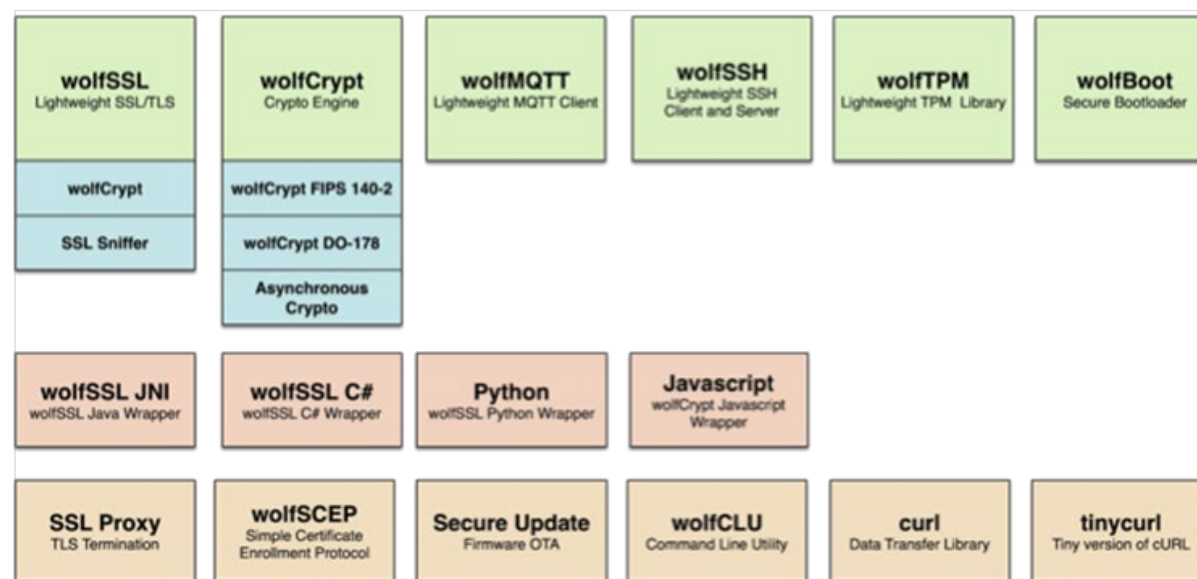 wolfSSL
Lightweight SSL/TLS
wolfCrypt
Crypto Engine
wolfMQTT
Lightweight MQTT Client
wolfSSH
Lightweight SSH
Client and Server
wolfTPM
Lightweight TPM Library
wolfBoot
Secure Bootloader
wolfCrypt
SSL Sniffer
wolfCrypt FIPS 140-2
wolfCrypt DO-178
Asynchronous
Crypto
wolfSSL JNI
wolfSSL Java Wrapper
wolfSSL C#
wolfSSL C# Wrapper
Python
wolfSSL Python Wrapper
Javascript
wolfCrypt Javascript
Wrapper
SSL Proxy
TLS Termination
wolfSCEP
Simple Certificate
Enrollment Protocol
Secure Update
Firmware OTA
wolfCLU
Command Line Utility
curl
Data Transfer Library
tinycurl
Tiny version of cURL